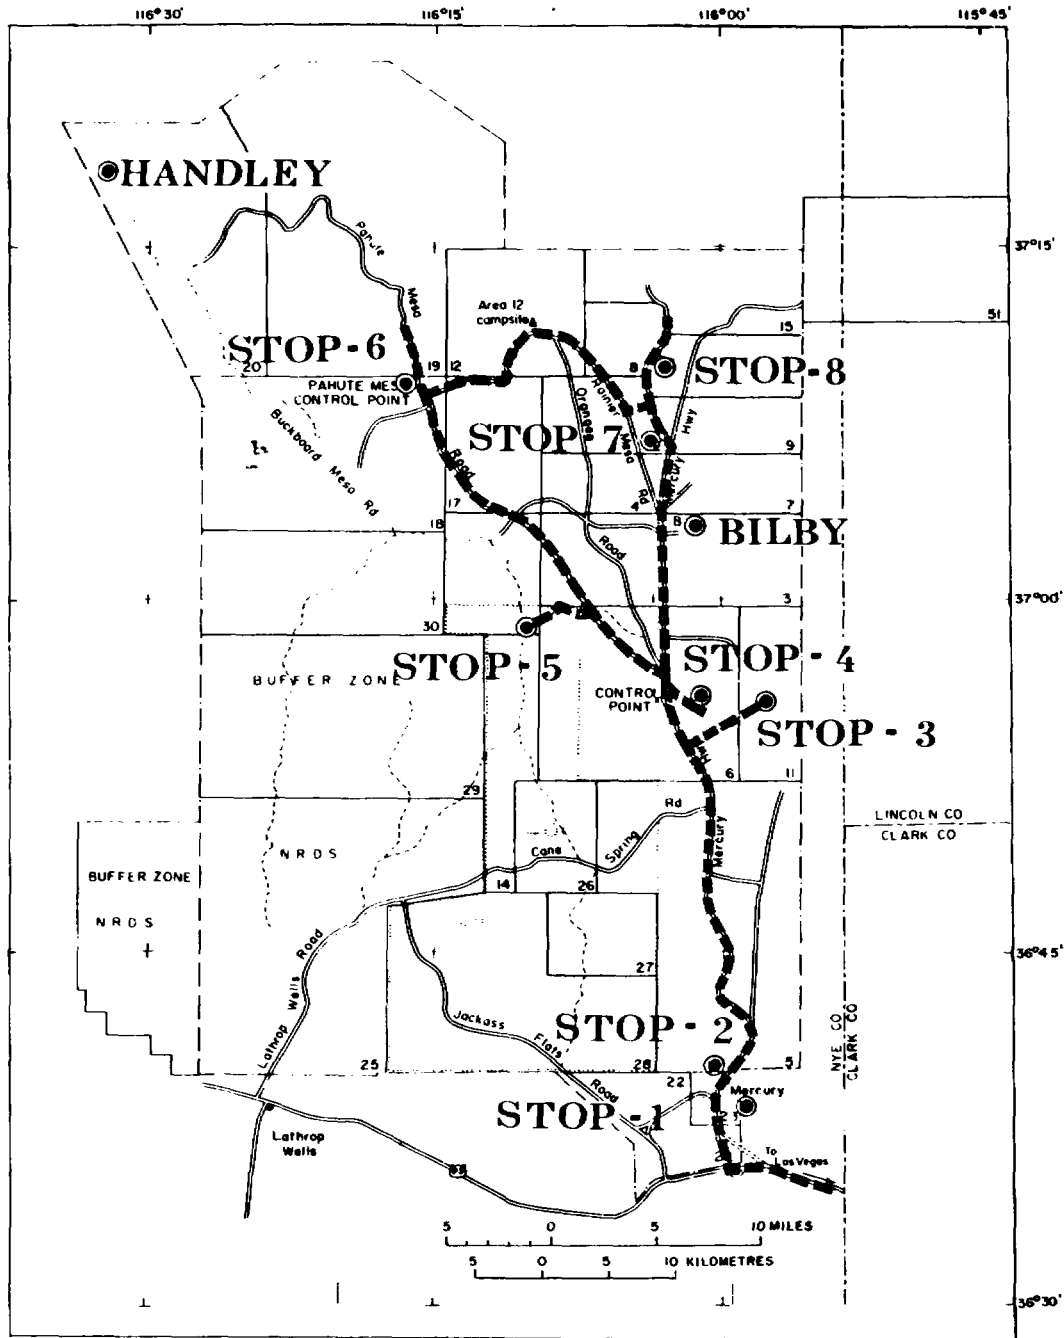 116°30'
116°15'
116°00'
115°45'
HANDLEY
Pahute
Mesa
37°15'
Area 12
campsite
51
15
STOP-6
20
19
12
8
STOP-8
PAHUTE MESA
CONTROL POINT
Rainier
Mesa
Rd
Oranges
Hwy
Mercury
Buckboard Mesa Rd
STOP-7
Road
9
17
18
7
4
8
BILBY
Road
1
3
37°00'
30
STOP-5
STOP-4
BUFFER ZONE
CONTROL
POINT
STOP-3
Hwy
6
11
29
Mercury
LINCOLN CO
CLARK CO
NRDS
Cane
Spring
Rd
BUFFER ZONE
14
26
NRDS
36°45'
27
Lathrop Wells Road
Jackass
Flats
Road
STOP-2
NYE CO
CLARK CO
25
28
22
5
Mercury
STOP-1
Lathrop
Wells
To
Las Vegas
95
5 0 5 10 MILES
5 0 5 10 KILOMETRES
36°30'